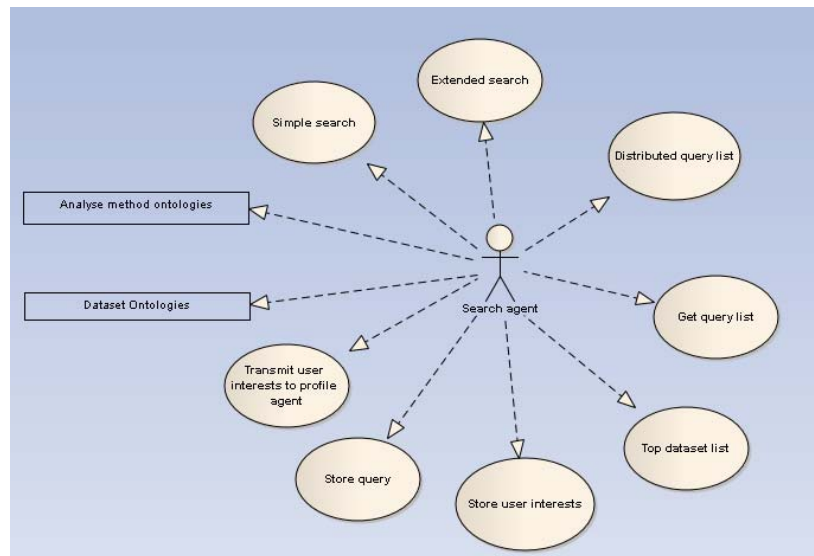 Extended search
Simple search
Distributed query list
Analyse method ontologies
Dataset Ontologies
Search agent
Get query list
Transmit user
interests to profile
agent
Top dataset list
Store query
Store user interests